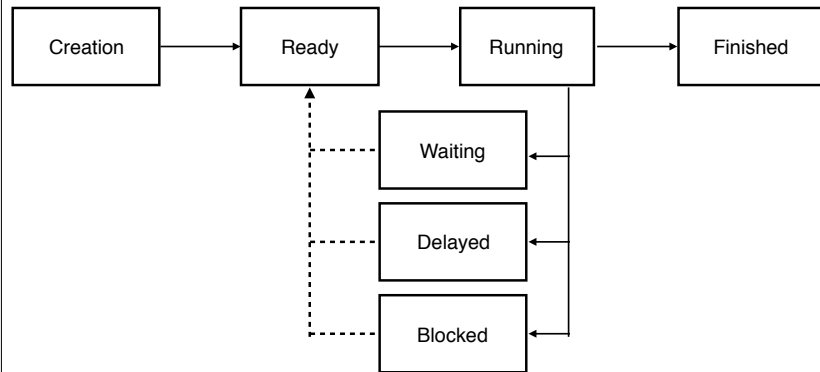 Creation
Ready
Running
Finished
Waiting
Delayed
Blocked